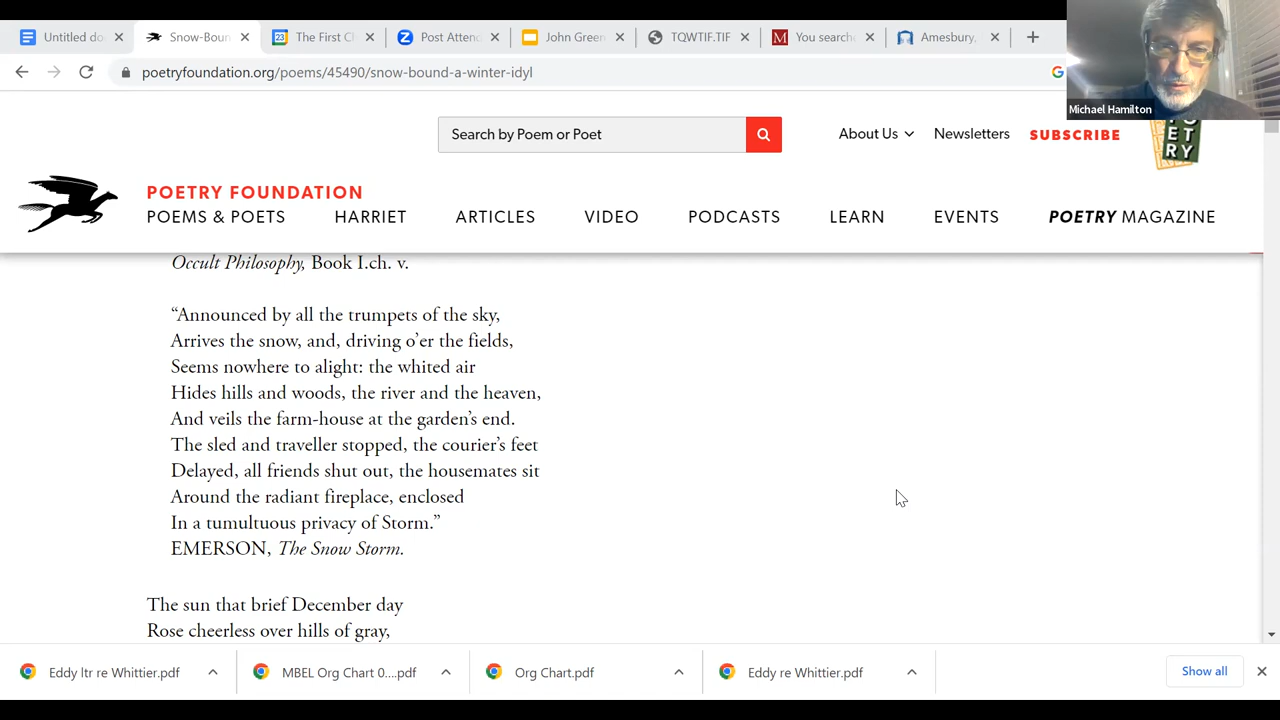 Untitled do
Snow-Boun
23
The First Cl
Z
Post Attend
John Green
TQWTIF.TIF
M
You search
Amesbury,
poetryfoundation.org/poems/45490/snow-bound-a-winter-idyl
G
Michael Hamilton
Search by Poem or Poet
About Us
Newsletters
SUBSCRIBE
ET
RY
POETRY FOUNDATION
POEMS & POETS
HARRIET
ARTICLES
VIDEO
PODCASTS
LEARN
EVENTS
POETRY MAGAZINE
Occult Philosophy, Book I.ch. v.
“Announced by all the trumpets of the sky,
Arrives the snow, and, driving o’er the fields,
Seems nowhere to alight: the whited air
Hides hills and woods, the river and the heaven,
And veils the farm-house at the garden’s end.
The sled and traveller stopped, the courier’s feet
Delayed, all friends shut out, the housemates sit
Around the radiant fireplace, enclosed
In a tumultuous privacy of Storm.”
EMERSON, The Snow Storm.
The sun that brief December day
Rose cheerless over hills of gray,
Eddy ltr re Whittier.pdf
MBEL Org Chart 0....pdf
Org Chart.pdf
Eddy re Whittier.pdf
Show all